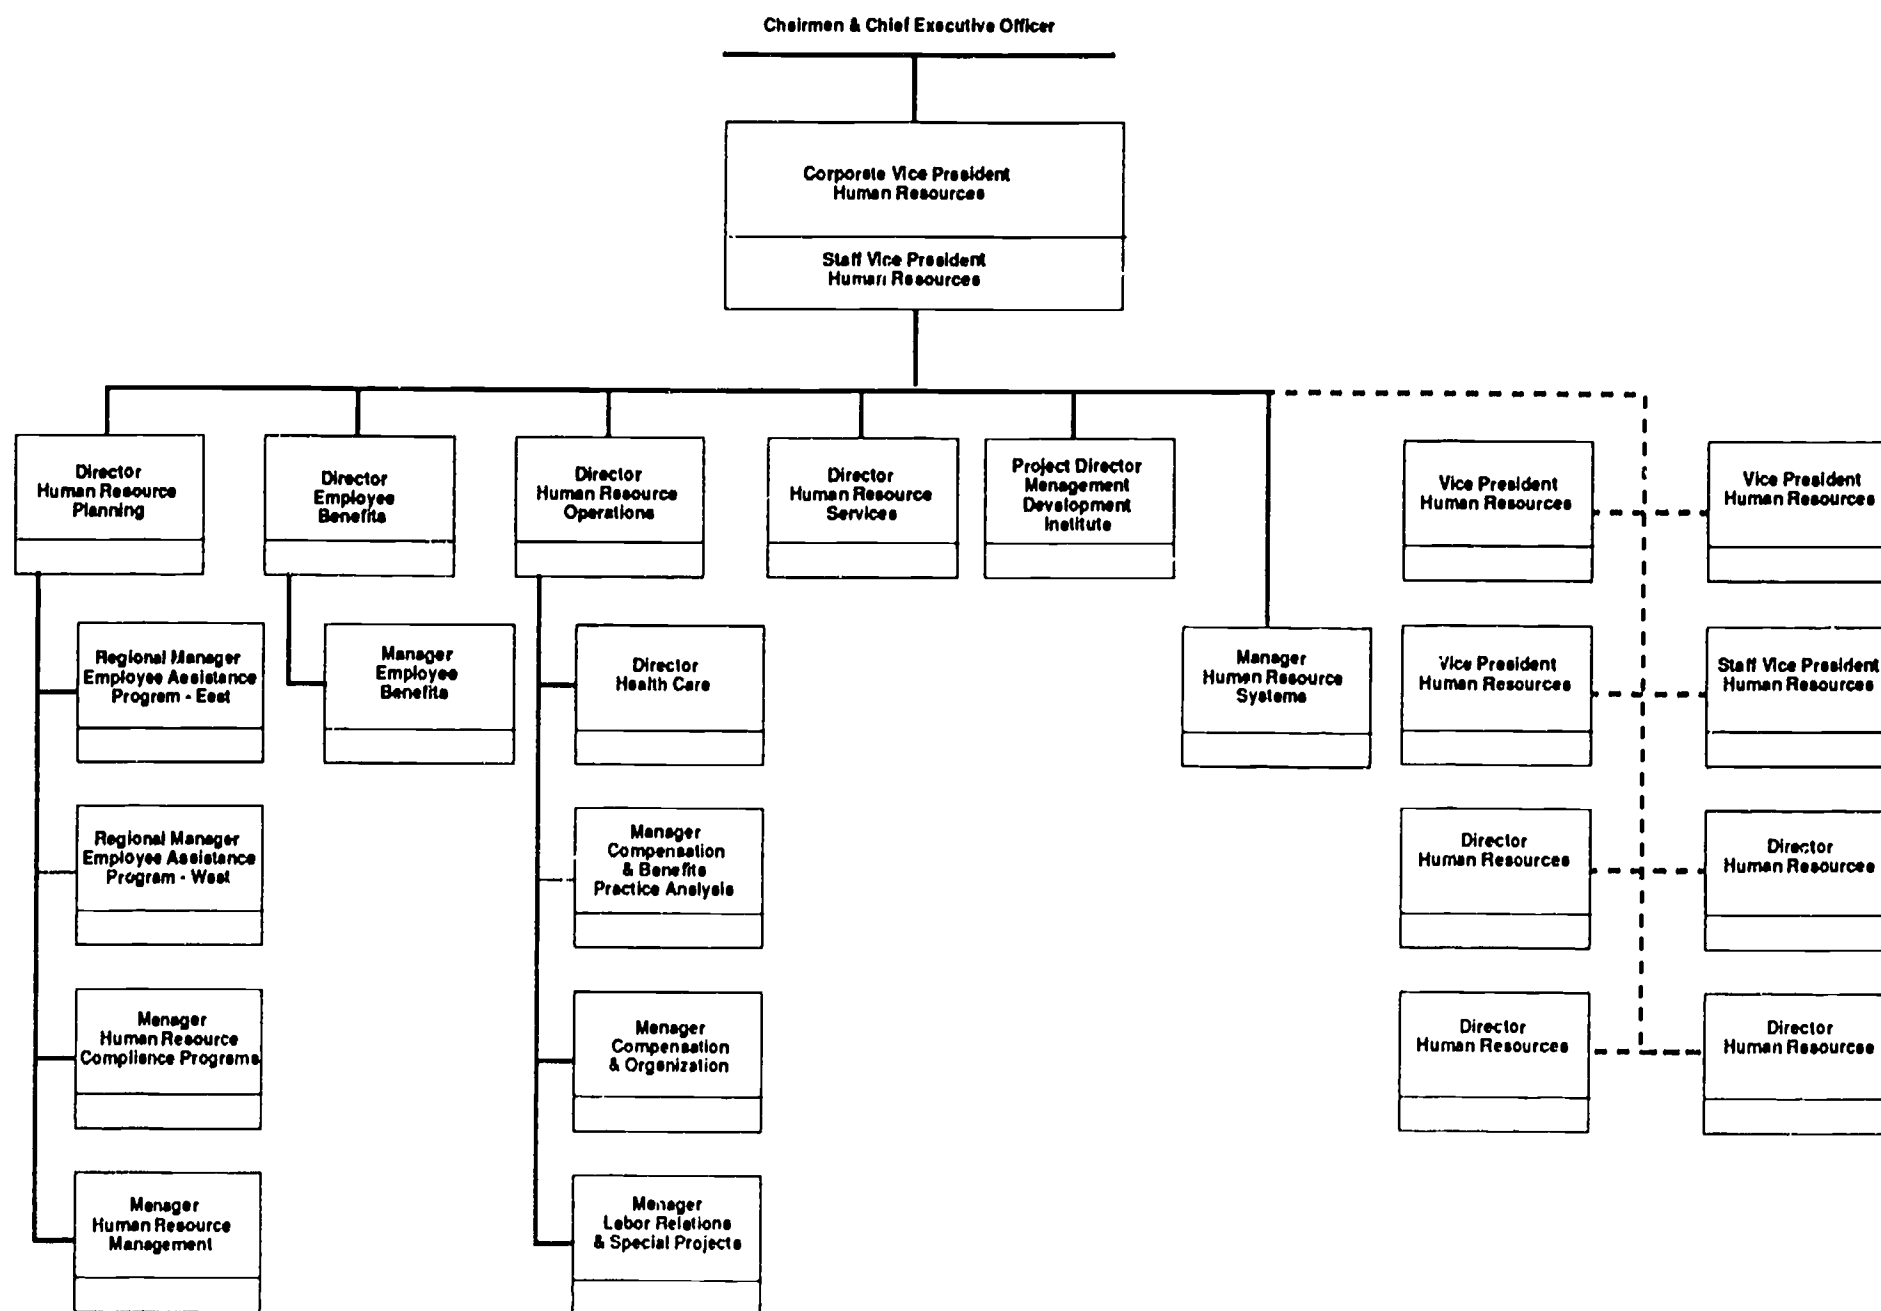 Chairman & Chief Executive Officer
Corporate Vice President
Human Resources
Staff Vice President
Human Resources
Director
Human Resource
Planning
Director
Employee
Benefits
Director
Human Resource
Operations
Director
Human Resource
Services
Project Director
Management
Development
Institute
Vice President
Human Resources
Vice President
Human Resources
Regional Manager
Employee Assistance
Program - East
Manager
Employee
Benefits
Director
Health Care
Manager
Human Resource
Systems
Vice President
Human Resources
Staff Vice President
Human Resources
Regional Manager
Employee Assistance
Program - West
Manager
Compensation
& Benefits
Practice Analysis
Director
Human Resources
Director
Human Resources
Manager
Human Resource
Compliance Programs
Manager
Compensation
& Organization
Director
Human Resources
Director
Human Resources
Manager
Human Resource
Management
Manager
Labor Relations
& Special Projects